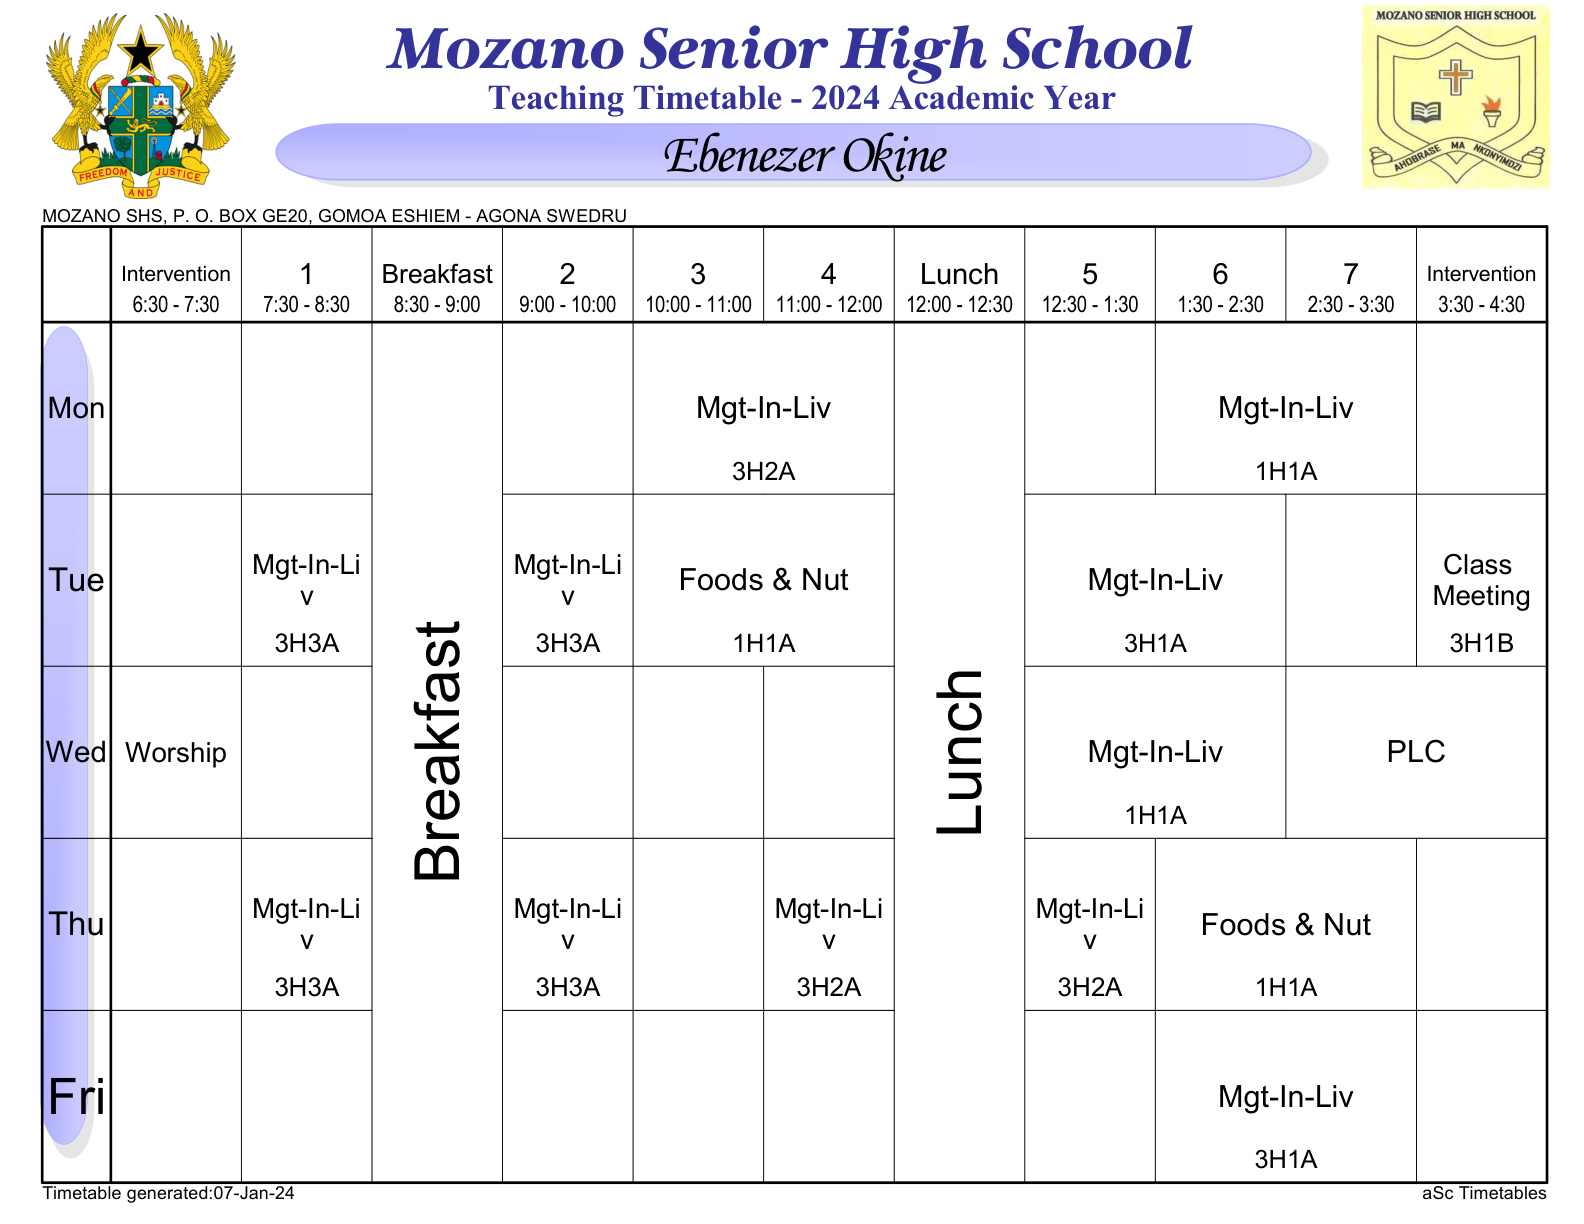 Mozano Senior High School
Teaching Timetable - 2024 Academic Year
Ebenezer Okine
FREEDOM AND JUSTICE
MOZANO SENIOR HIGH SCHOOL
AHOBRASE MA NKONYIMDZI
MOZANO SHS, P. O. BOX GE20, GOMOA ESHIEM - AGONA SWEDRU
Intervention 1 Breakfast 2 3 4 Lunch 5 6 7 Intervention
6:30 - 7:30 7:30 - 8:30 8:30 - 9:00 9:00 - 10:00 10:00 - 11:00 11:00 - 12:00 12:00 - 12:30 12:30 - 1:30 1:30 - 2:30 2:30 - 3:30 3:30 - 4:30
Breakfast
Lunch
Mon Mgt-In-Liv Mgt-In-Liv
3H2A 1H1A
Tue Mgt-In-Li Mgt-In-Li Foods & Nut Mgt-In-Liv Class
v v Meeting
3H3A 3H3A 1H1A 3H1A 3H1B
Wed Worship Mgt-In-Liv PLC
1H1A
Thu Mgt-In-Li Mgt-In-Li Mgt-In-Li Mgt-In-Li Foods & Nut
v v v v
3H3A 3H3A 3H2A 3H2A 1H1A
Fri Mgt-In-Liv
3H1A
Timetable generated:07-Jan-24 aSc Timetables